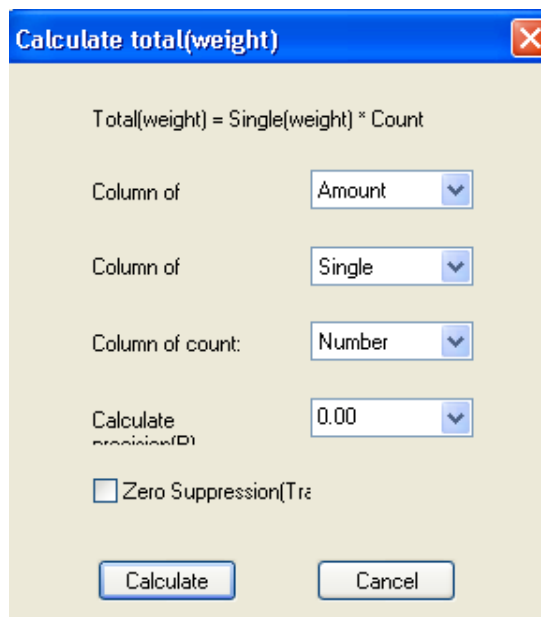 Calculate total(weight)
Total(weight) = Single(weight) * Count
Column of
Amount
Column of
Single
Column of count:
Number
Calculate
precision(P)
0.00
Zero Suppression(Tra
Calculate
Cancel